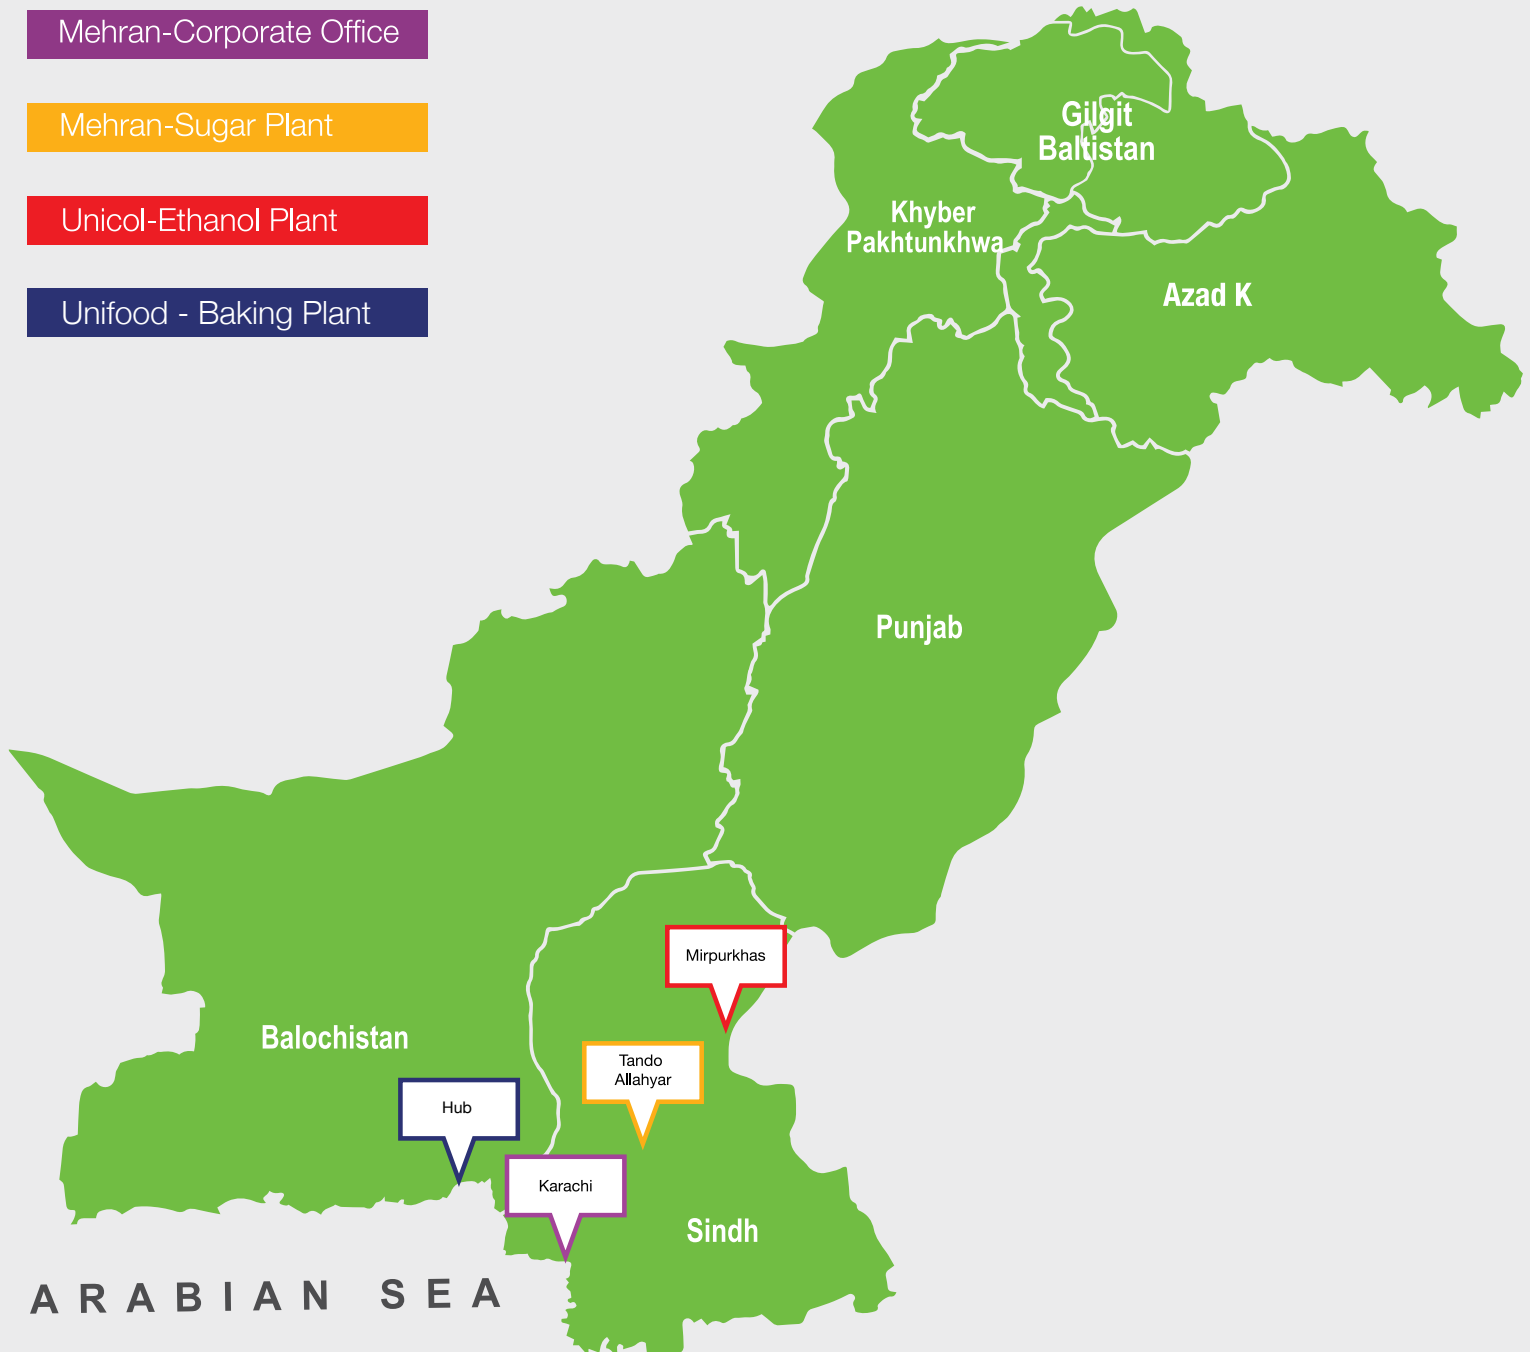 Mehran-Corporate Office
Mehran-Sugar Plant
Unicol-Ethanol Plant
Unifood - Baking Plant
Gilgit
Baltistan
Khyber
Pakhtunkhwa
Azad K
Punjab
Mirpurkhas
Balochistan
Tando
Allahyar
Hub
Karachi
Sindh
ARABIAN SEA